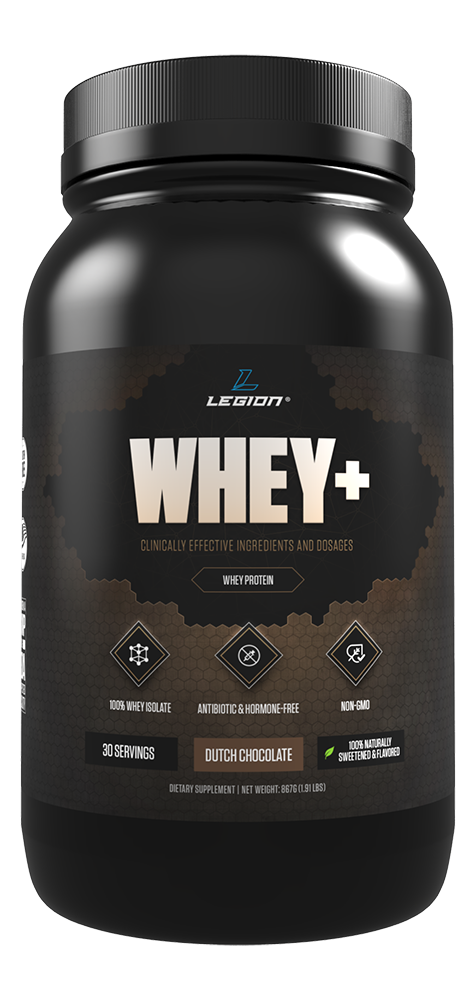 LEGION®
WHEY+
CLINICALLY EFFECTIVE INGREDIENTS AND DOSAGES
WHEY PROTEIN
100% WHEY ISOLATE
ANTIBIOTIC & HORMONE-FREE
NON-GMO
30 SERVINGS
DUTCH CHOCOLATE
100% NATURALLY
SWEETENED & FLAVORED
DIETARY SUPPLEMENT | NET WEIGHT: 867G (1.91 LBS)